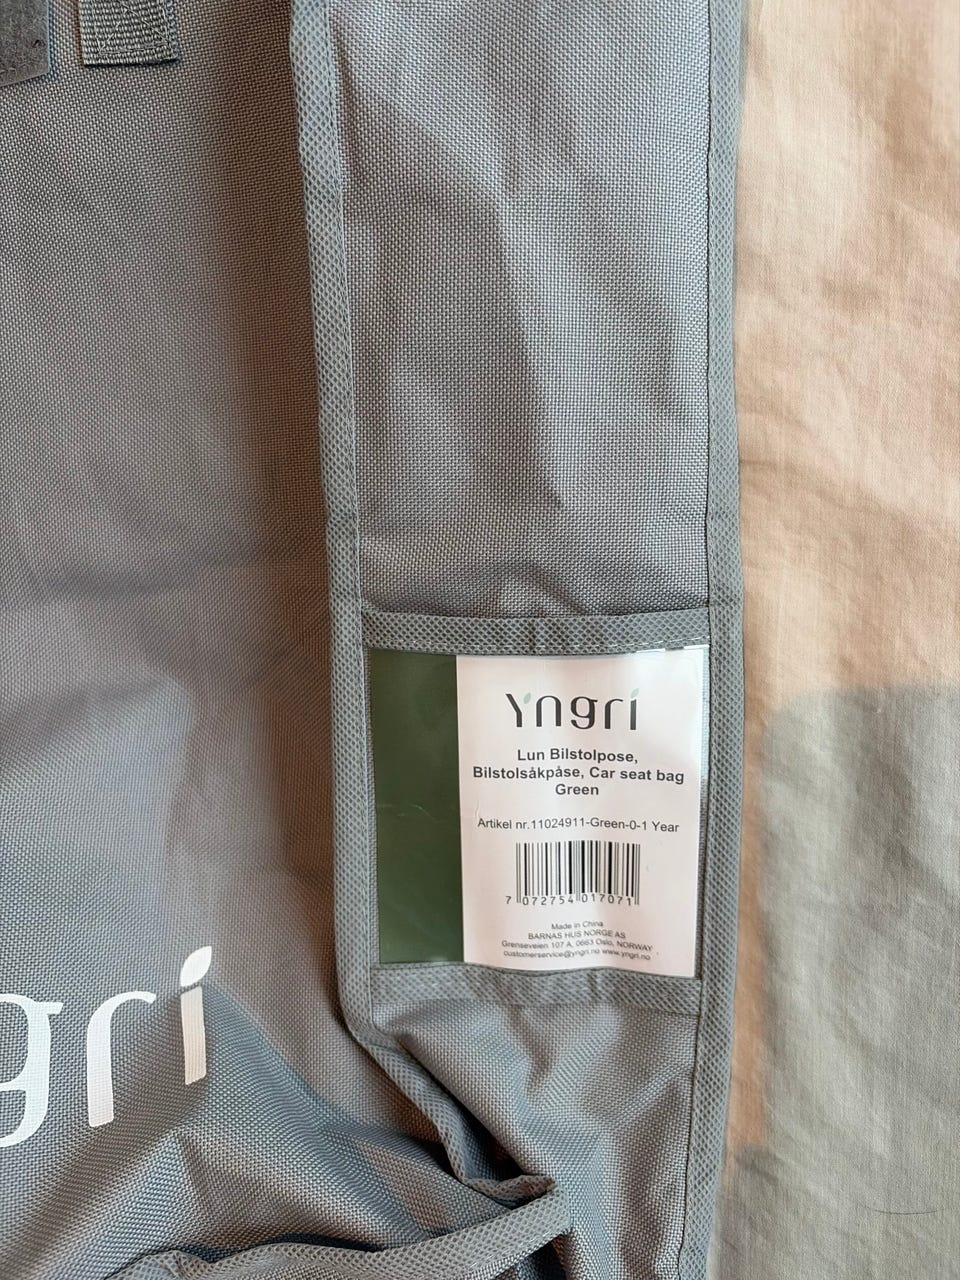 Yngri
Lun Bilstolpose,
Bilstolsåkpåse, Car seat bag
Green
Artikel nr.11024911-Green-0-1 Year
7 072754 017071
Made in China
BARNAS HUS NORGE AS
Grenseveien 107 A, 0663 Oslo, NORWAY
customerservice@yngri.no www.yngri.no
gri